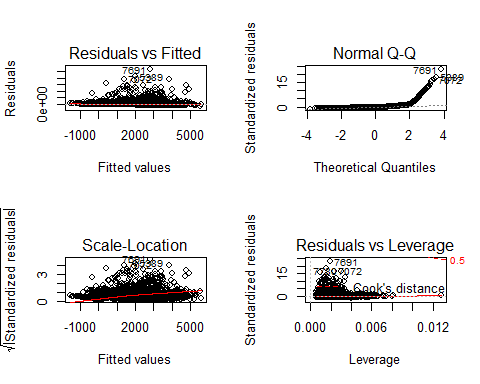 Residuals vs Fitted
Residuals
0e+00
7691
-1000
2000
5000
Fitted values
Normal Q-Q
Standardized residuals
0
15
7691
-4
-2
0
2
4
Theoretical Quantiles
Scale-Location
√|Standardized residuals|
0
3
-1000
2000
5000
Fitted values
Residuals vs Leverage
Standardized residuals
0
15
7691
Cook's distance
0.5
0.000
0.006
0.012
Leverage